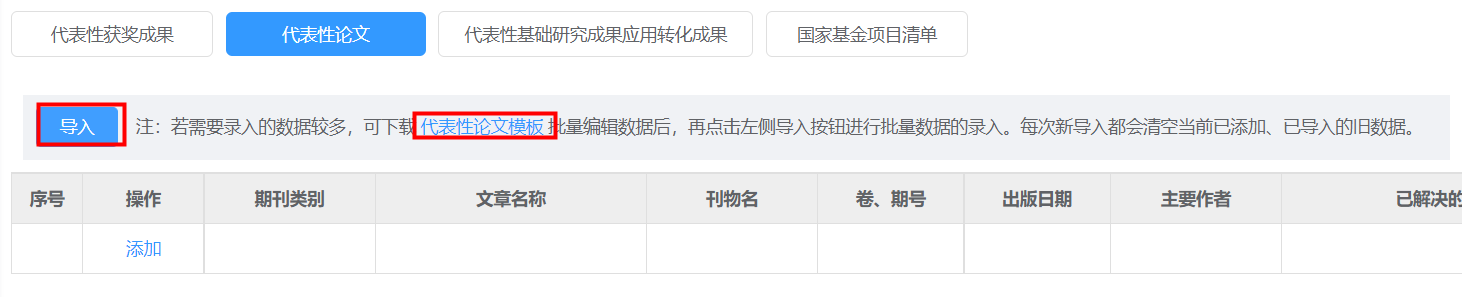 代表性获奖成果 代表性论文 代表性基础研究成果应用转化成果 国家基金项目清单
导入 注：若需要录入的数据较多，可下载 代表性论文模板 批量编辑数据后，再点击左侧导入按钮进行批量数据的录入。每次新导入都会清空当前已添加、已导入的旧数据。
序号 操作 期刊类别 文章名称 刊物名 卷、期号 出版日期 主要作者 已解决的
添加